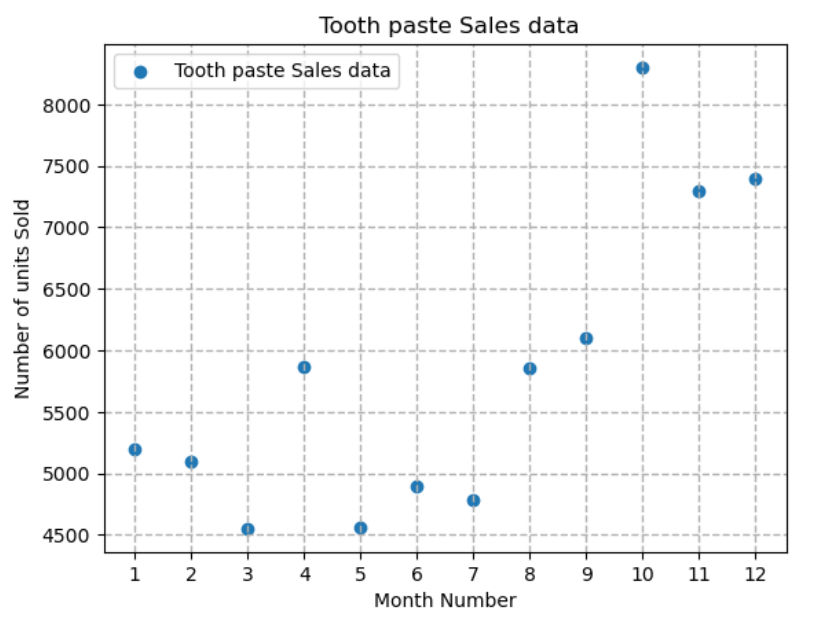 Tooth paste Sales data
Tooth paste Sales data
8000
7500
7000
6500
6000
5500
5000
4500
Number of units Sold
1 2 3 4 5 6 7 8 9 10 11 12
Month Number